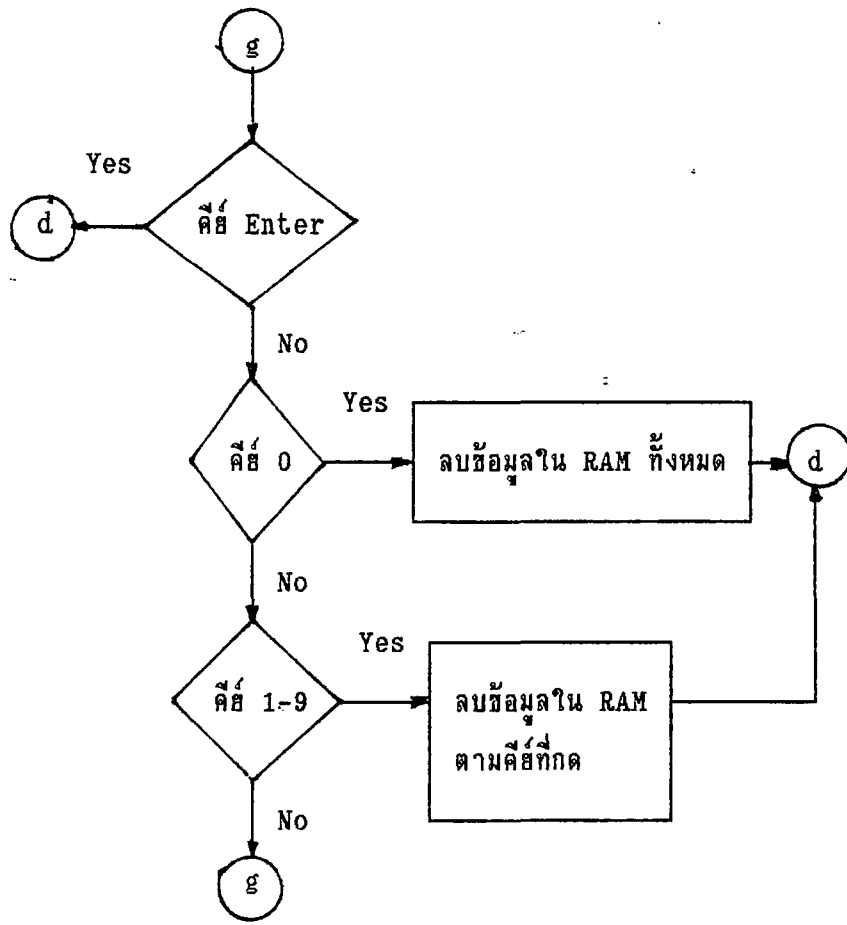 g
Yes
d
คีย์ Enter
No
Yes
คีย์ 0
ลบข้อมูลใน RAM ทั้งหมด
d
No
Yes
คีย์ 1-9
ลบข้อมูลใน RAM
ตามคีย์ที่กด
No
g